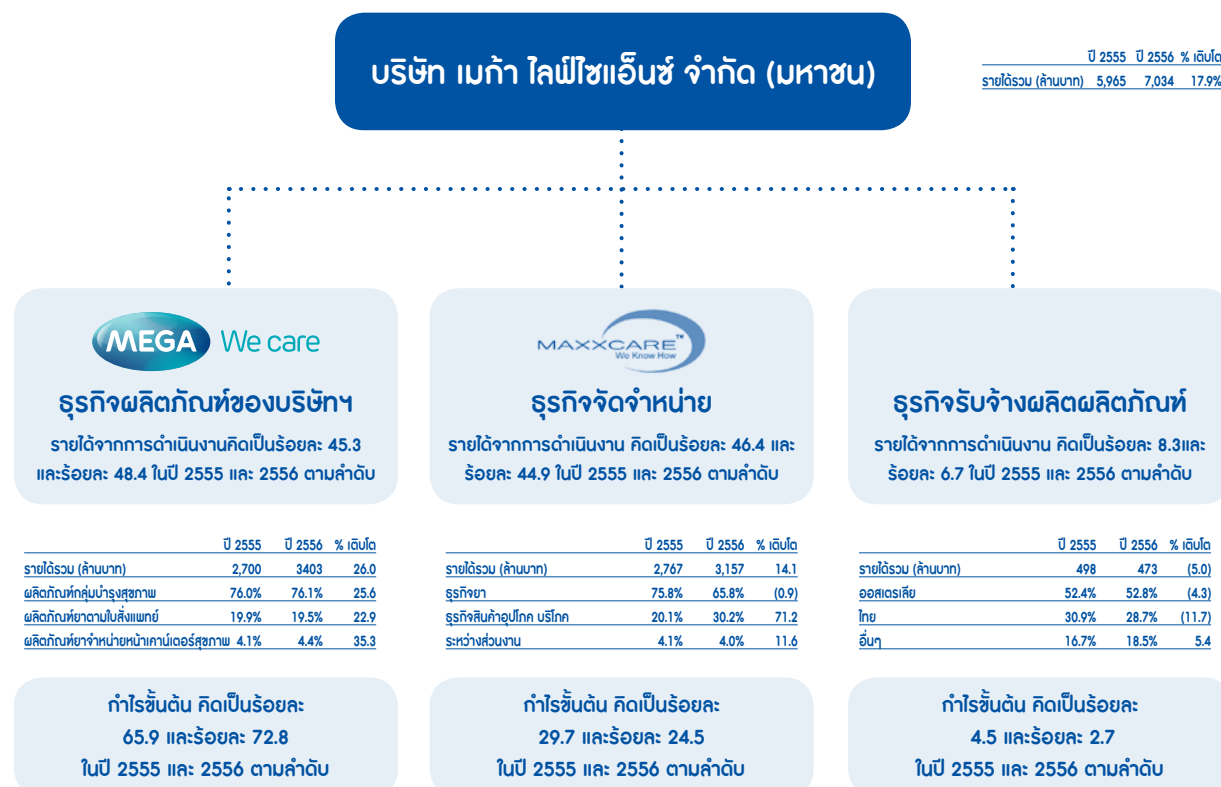 บริษัท เมก้า ไลฟ์ไซแอ็นซ์ จำกัด (มหาชน)
ปี 2555 ปี 2556 % เติบโต
รายได้รวม (ล้านบาท) 5,965 7,034 17.9%
MEGA We care
ธุรกิจผลิตภัณฑ์ของบริษัทฯ
รายได้จากการดำเนินงานคิดเป็นร้อยละ 45.3
และร้อยละ 48.4 ในปี 2555 และ 2556 ตามลำดับ
ปี 2555 ปี 2556 % เติบโต
รายได้รวม (ล้านบาท) 2,700 3403 26.0
ผลิตภัณฑ์กลุ่มบำรุงสุขภาพ 76.0% 76.1% 25.6
ผลิตภัณฑ์ยาตามใบสั่งแพทย์ 19.9% 19.5% 22.9
ผลิตภัณฑ์ยาจำหน่ายหน้าเคาน์เตอร์สุขภาพ 4.1% 4.4% 35.3
กำไรขั้นต้น คิดเป็นร้อยละ
65.9 และร้อยละ 72.8
ในปี 2555 และ 2556 ตามลำดับ
MAXXCARE™
We Know How
ธุรกิจจัดจำหน่าย
รายได้จากการดำเนินงาน คิดเป็นร้อยละ 46.4 และ
ร้อยละ 44.9 ในปี 2555 และ 2556 ตามลำดับ
ปี 2555 ปี 2556 % เติบโต
รายได้รวม (ล้านบาท) 2,767 3,157 14.1
ธุรกิจยา 75.8% 65.8% (0.9)
ธุรกิจสินค้าอุปโภค บริโภค 20.1% 30.2% 71.2
ระหว่างส่วนงาน 4.1% 4.0% 11.6
กำไรขั้นต้น คิดเป็นร้อยละ
29.7 และร้อยละ 24.5
ในปี 2555 และ 2556 ตามลำดับ
ธุรกิจรับจ้างผลิตผลิตภัณฑ์
รายได้จากการดำเนินงาน คิดเป็นร้อยละ 8.3และ
ร้อยละ 6.7 ในปี 2555 และ 2556 ตามลำดับ
ปี 2555 ปี 2556 % เติบโต
รายได้รวม (ล้านบาท) 498 473 (5.0)
ออสเตรเลีย 52.4% 52.8% (4.3)
ไทย 30.9% 28.7% (11.7)
อื่นๆ 16.7% 18.5% 5.4
กำไรขั้นต้น คิดเป็นร้อยละ
4.5 และร้อยละ 2.7
ในปี 2555 และ 2556 ตามลำดับ